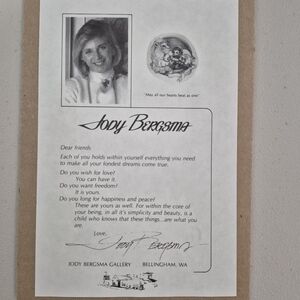 "May all our hearts beat as one"
Jody Bergsma
Dear friends:
Each of you holds within yourself everything you need
to make all your fondest dreams come true.
Do you wish for love?
You can have it.
Do you want freedom?
It is yours.
Do you long for happiness and peace?
These are yours as well. For within the core of
your being, in all it's simplicity and beauty, is a
child who knows that these things...are what you
are.
Love,
Jody Bergsma
JODY BERGSMA GALLERY BELLINGHAM, WA